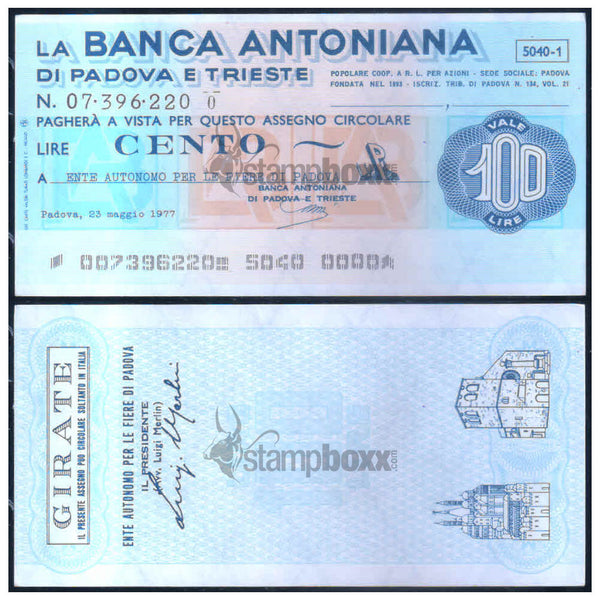 LA BANCA ANTONIANA
DI PADOVA E TRIESTE
5040-1
POPOLARE COOP. A R. L. PER AZIONI - SEDE SOCIALE: PADOVA
FONDATA NEL 1893 - ISCRIZ. TRIB. DI PADOVA N. 134, VOL. 21
N. 07·396·220 0
PAGHERÀ A VISTA PER QUESTO ASSEGNO CIRCOLARE
LIRE CENTO ~
A ENTE AUTONOMO PER LE FIERE DI PADOVA
BANCA ANTONIANA
DI PADOVA E TRIESTE
Padova, 23 maggio 1977
VALE
100
LIRE
stampboxx.com
007396220 5040 0000
GIRATE
IL PRESENTE ASSEGNO PUÒ CIRCOLARE SOLTANTO IN ITALIA
ENTE AUTONOMO PER LE FIERE DI PADOVA
IL PRESIDENTE
(Avv. Luigi Merlin)
Luigi Merlin
stampboxx.com